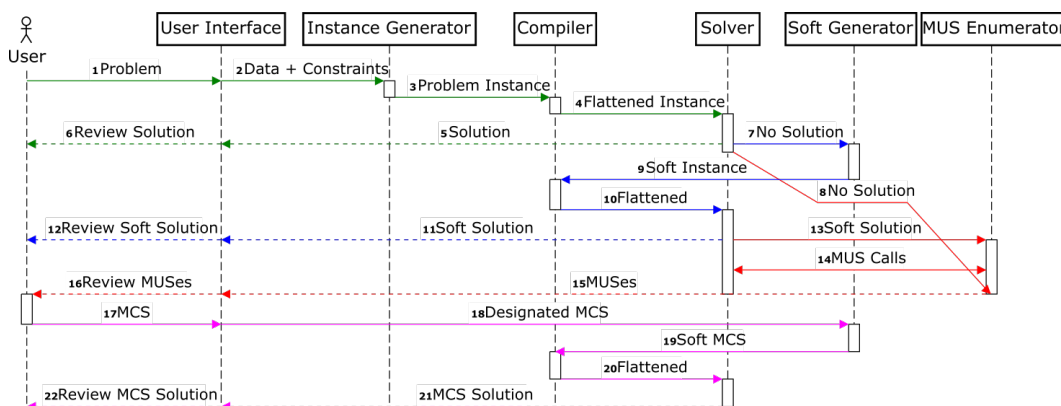 User
User Interface
Instance Generator
Compiler
Solver
Soft Generator
MUS Enumerator
1Problem
2Data + Constraints
3Problem Instance
4Flattened Instance
6Review Solution
5Solution
7No Solution
9Soft Instance
8No Solution
10Flattened
12Review Soft Solution
11Soft Solution
13Soft Solution
14MUS Calls
16Review MUSes
15MUSes
17MCS
18Designated MCS
19Soft MCS
20Flattened
22Review MCS Solution
21MCS Solution